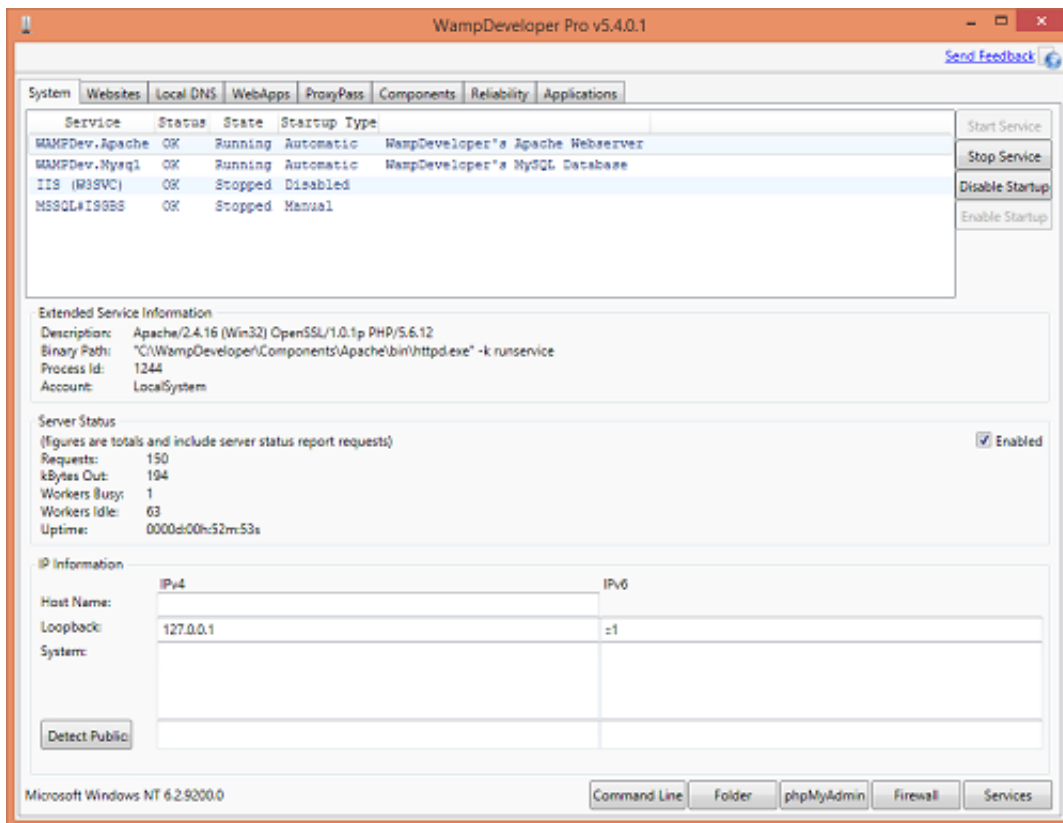 WampDeveloper Pro v5.4.0.1
Send Feedback
System Websites Local DNS WebApps ProxyPass Components Reliability Applications
Service Status State Startup Type
WAMPDev.Apache OK Running Automatic WampDeveloper's Apache Webserver
WAMPDev.Mysql OK Running Automatic WampDeveloper's MySQL Database
IIS (W3SVC) OK Stopped Disabled
MSSQL#ISGBS OK Stopped Manual
Start Service
Stop Service
Disable Startup
Enable Startup
Extended Service Information
Description: Apache/2.4.16 (Win32) OpenSSL/1.0.1p PHP/5.6.12
Binary Path: "C:\WampDeveloper\Components\Apache\bin\httpd.exe" -k runservice
Process Id: 1244
Account: LocalSystem
Server Status
(figures are totals and include server status report requests)
Enabled
Requests: 150
kBytes Out: 194
Workers Busy: 1
Workers Idle: 63
Uptime: 0000d:00h:52m:53s
IP Information
IPv4 IPv6
Host Name:
Loopback: 127.0.0.1 ::1
System:
Detect Public:
Microsoft Windows NT 6.2.9200.0
Command Line Folder phpMyAdmin Firewall Services